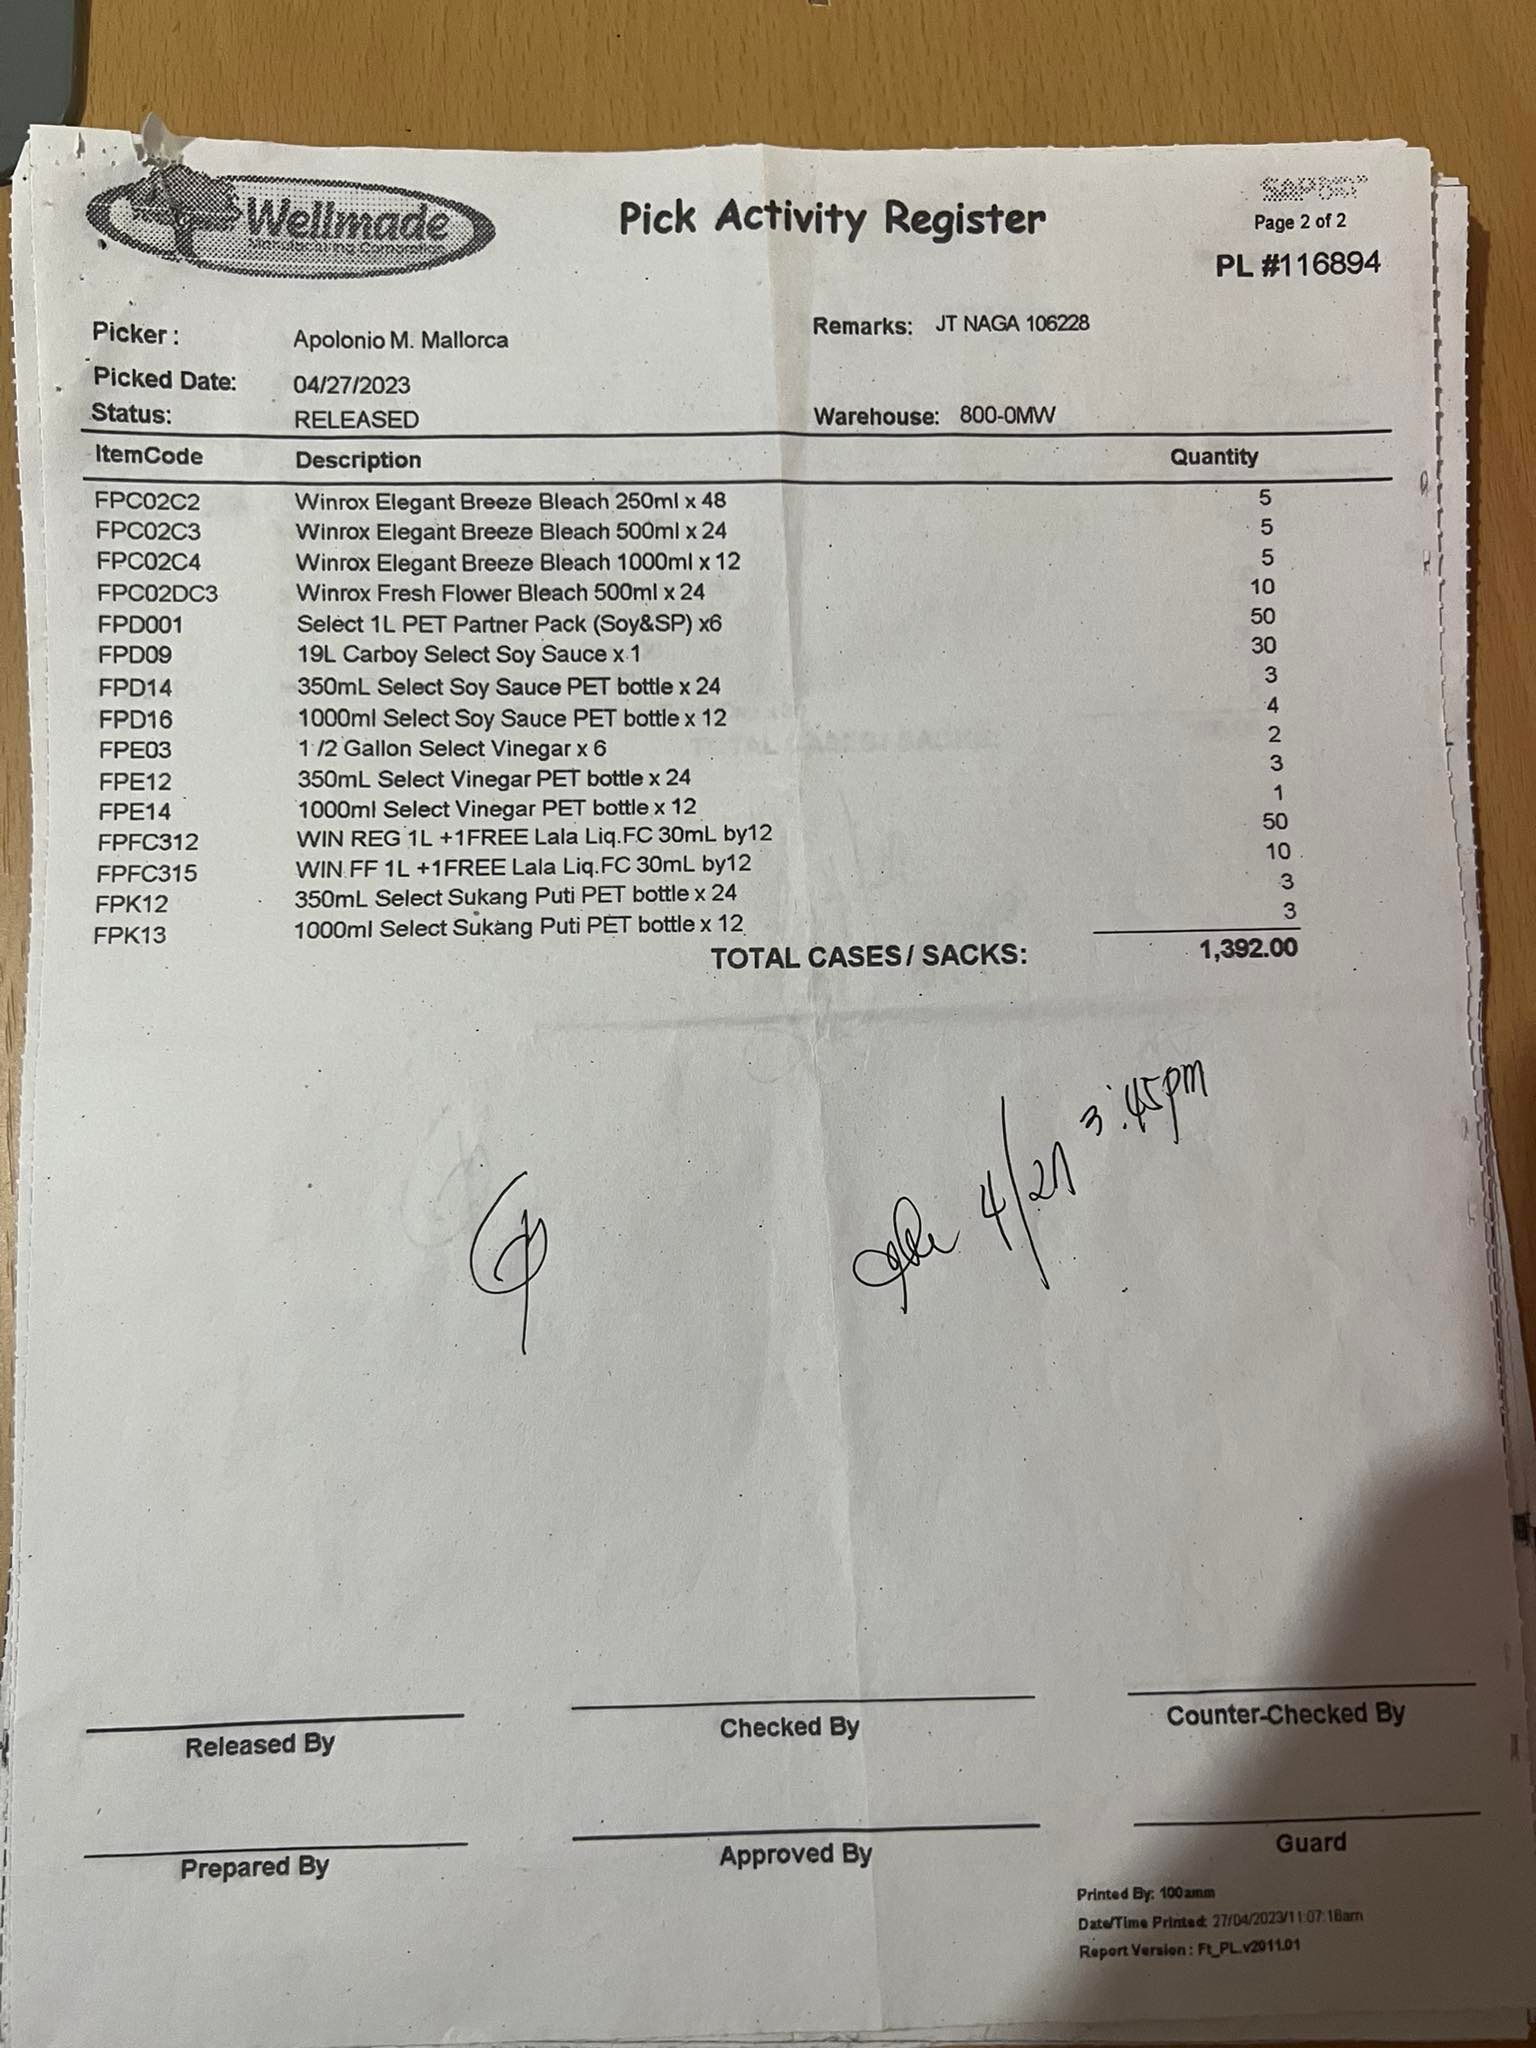 Wellmade
Manufacturing Corporation
Pick Activity Register
Page 2 of 2
PL #116894
Picker : Apolonio M. Mallorca
Remarks: JT NAGA 106228
Picked Date: 04/27/2023
Status: RELEASED
Warehouse: 800-0MW
ItemCode Description Quantity
FPC02C2 Winrox Elegant Breeze Bleach 250ml x 48 5
FPC02C3 Winrox Elegant Breeze Bleach 500ml x 24 5
FPC02C4 Winrox Elegant Breeze Bleach 1000ml x 12 5
FPC02DC3 Winrox Fresh Flower Bleach 500ml x 24 10
FPD001 Select 1L PET Partner Pack (Soy&SP) x6 50
FPD09 19L Carboy Select Soy Sauce x 1 30
FPD14 350mL Select Soy Sauce PET bottle x 24 3
FPD16 1000ml Select Soy Sauce PET bottle x 12 4
FPE03 1 /2 Gallon Select Vinegar x 6 2
FPE12 350mL Select Vinegar PET bottle x 24 3
FPE14 1000ml Select Vinegar PET bottle x 12 1
FPFC312 WIN REG 1L +1FREE Lala Liq.FC 30mL by12 50
FPFC315 WIN FF 1L +1FREE Lala Liq.FC 30mL by12 10
FPK12 350mL Select Sukang Puti PET bottle x 24 3
FPK13 1000ml Select Sukang Puti PET bottle x 12 3
TOTAL CASES / SACKS: 1,392.00
4/27 3:45pm
Released By
Checked By
Counter-Checked By
Prepared By
Approved By
Guard
Printed By: 100amm
Date/Time Printed: 27/04/2023/11:07:18am
Report Version : Ft_PL.v2011.01